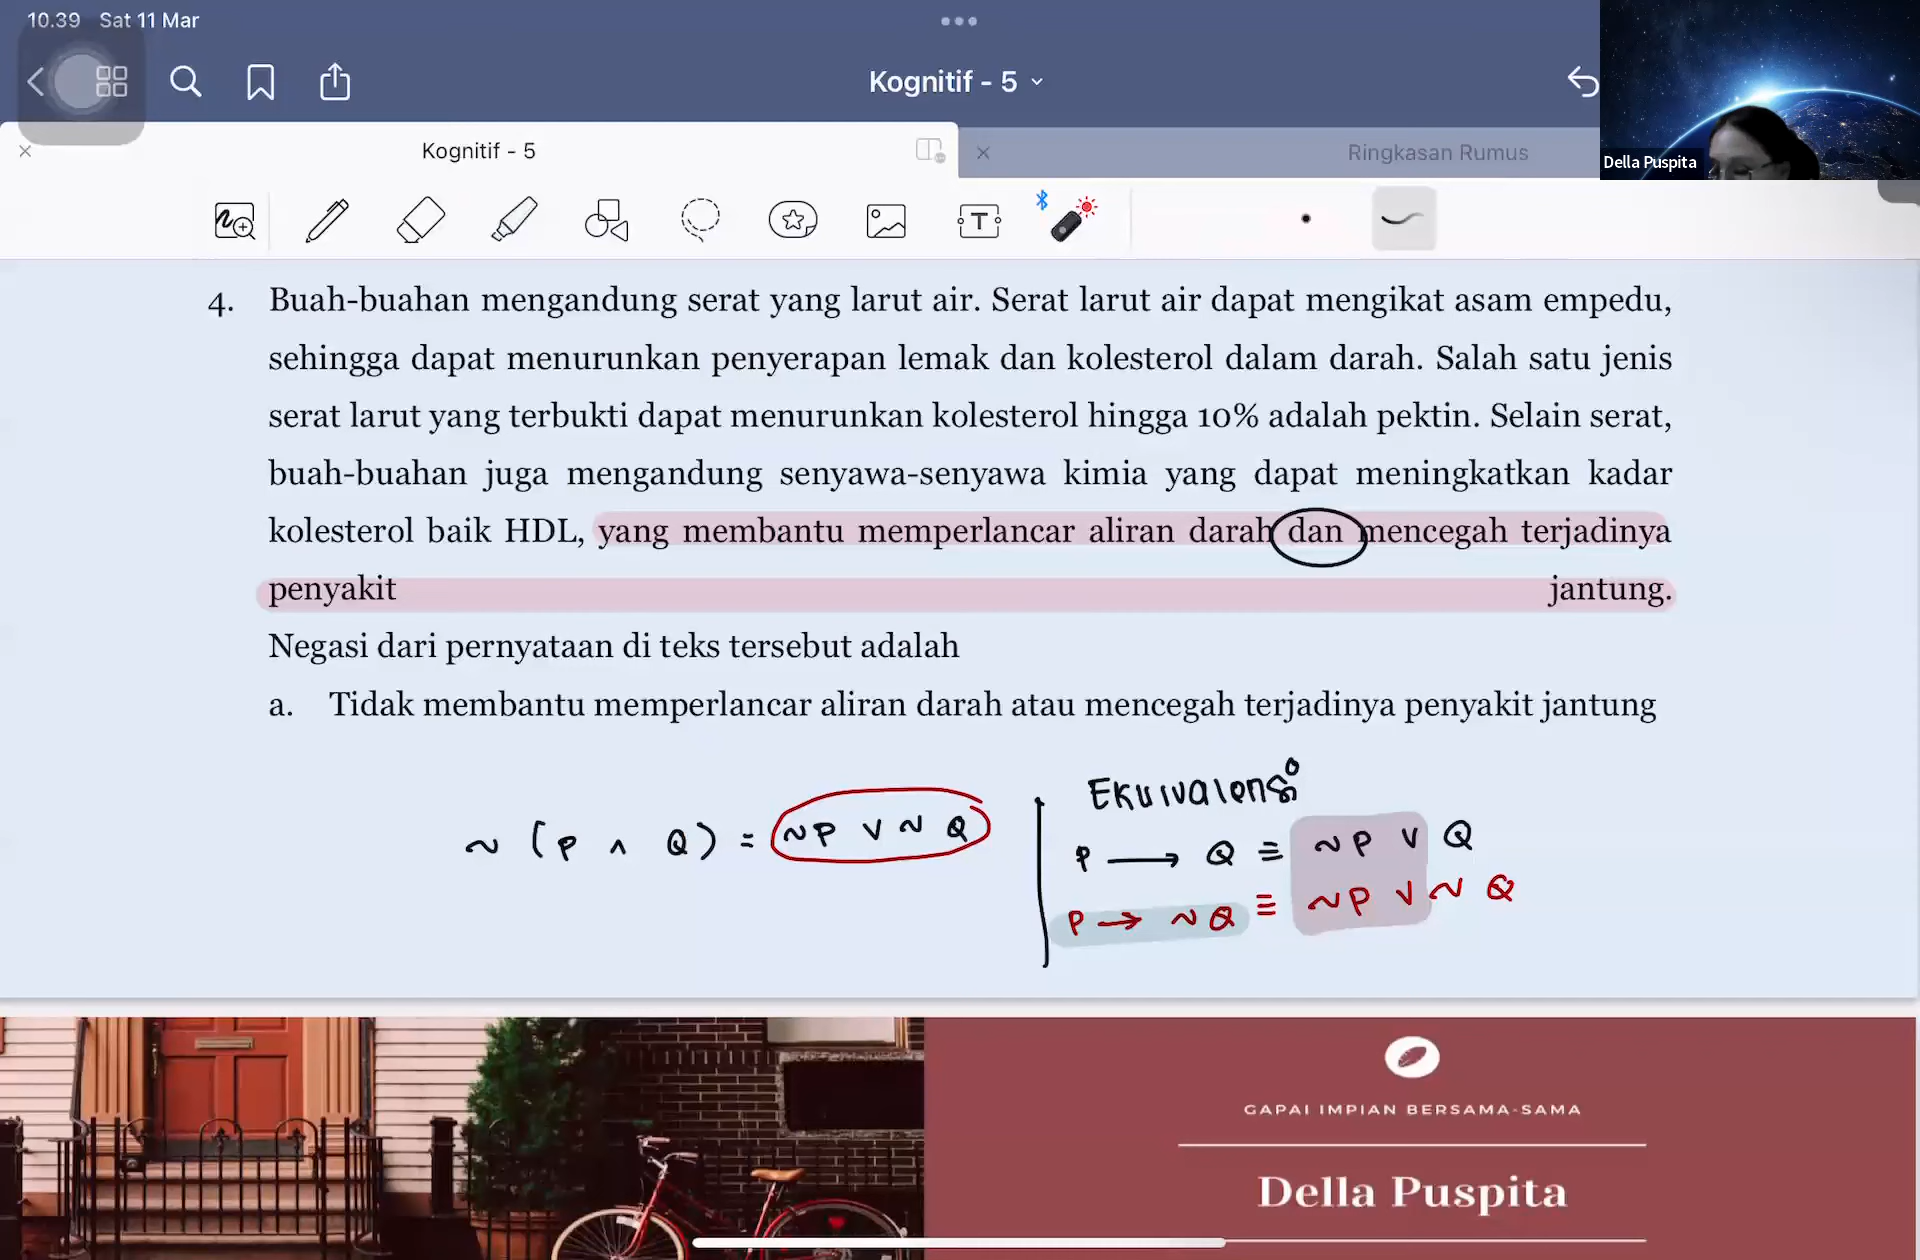 10.39 Sat 11 Mar
Kognitif - 5
Kognitif - 5
Ringkasan Rumus
Della Puspita
T
4. Buah-buahan mengandung serat yang larut air. Serat larut air dapat mengikat asam empedu,
sehingga dapat menurunkan penyerapan lemak dan kolesterol dalam darah. Salah satu jenis
serat larut yang terbukti dapat menurunkan kolesterol hingga 10% adalah pektin. Selain serat,
buah-buahan juga mengandung senyawa-senyawa kimia yang dapat meningkatkan kadar
kolesterol baik HDL, yang membantu memperlancar aliran darah dan mencegah terjadinya
penyakit jantung.
Negasi dari pernyataan di teks tersebut adalah
a. Tidak membantu memperlancar aliran darah atau mencegah terjadinya penyakit jantung
~ (P ∧ Q) = ~P ∨ ~Q
Ekuivalensi
P → Q ≡ ~P ∨ Q
P → ~Q ≡ ~P ∨ ~Q
GAPAI IMPIAN BERSAMA-SAMA
Della Puspita